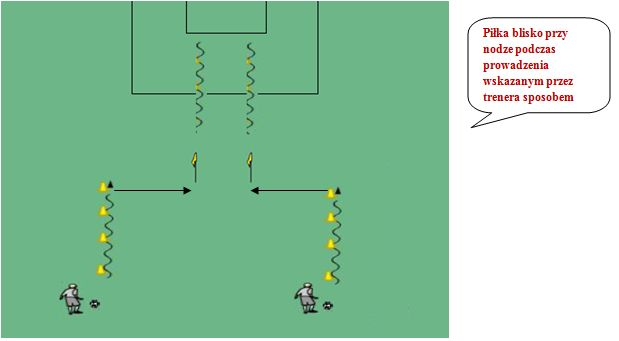 Piłka blisko przy
nodze podczas
prowadzenia
wskazanym przez
trenera sposobem